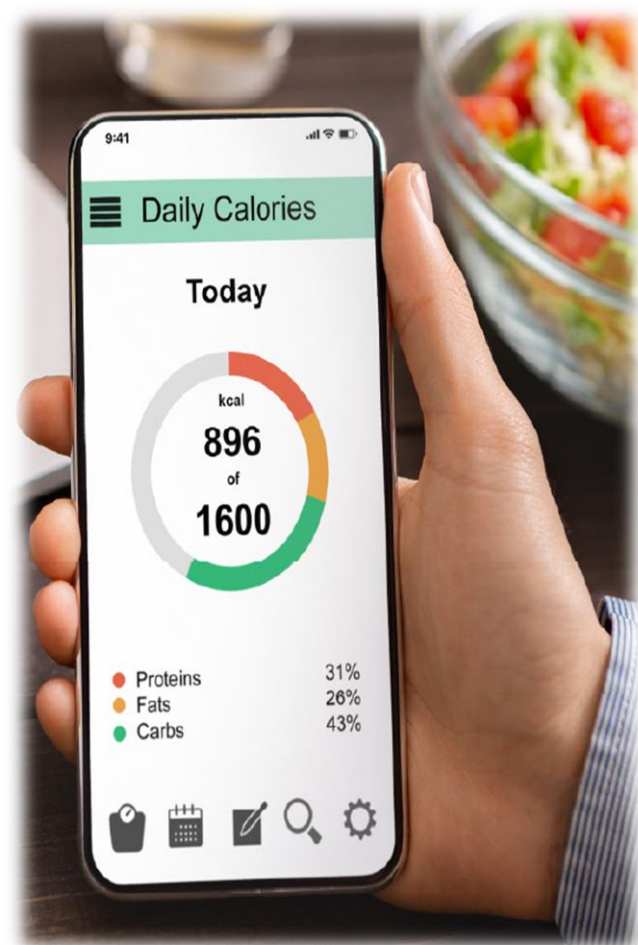 9:41
Daily Calories
Today
kcal
896
of
1600
Proteins 31%
Fats 26%
Carbs 43%